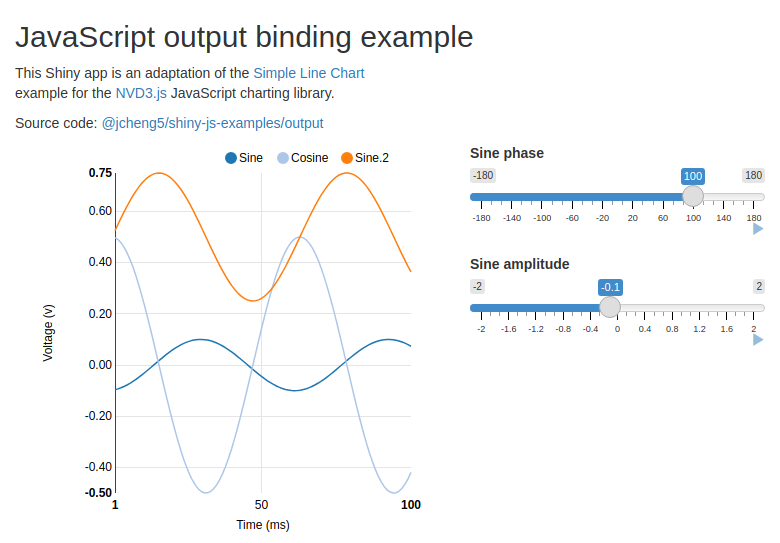 JavaScript output binding example
This Shiny app is an adaptation of the Simple Line Chart
example for the NVD3.js JavaScript charting library.
Source code: @jcheng5/shiny-js-examples/output
Sine Cosine Sine.2
0.75
0.60
0.40
0.20
0.00
-0.20
-0.40
-0.50
Voltage (v)
1 50 100
Time (ms)
Sine phase
-180 100 180
-180 -140 -100 -60 -20 20 60 100 140 180
Sine amplitude
-2 -0.1 2
-2 -1.6 -1.2 -0.8 -0.4 0 0.4 0.8 1.2 1.6 2